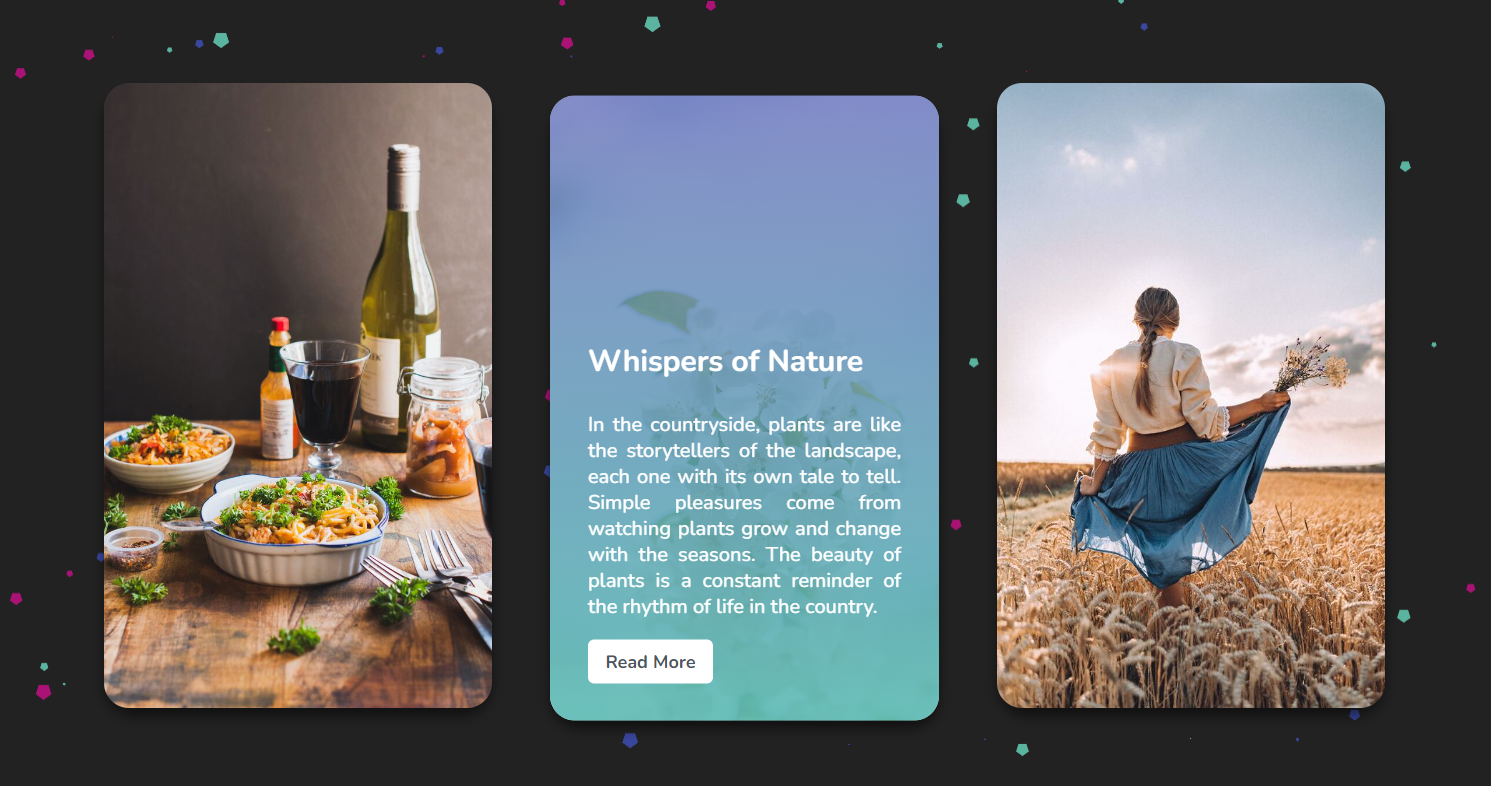 Whispers of Nature
In the countryside, plants are like
the storytellers of the landscape,
each one with its own tale to tell.
Simple pleasures come from
watching plants grow and change
with the seasons. The beauty of
plants is a constant reminder of
the rhythm of life in the country.
Read More